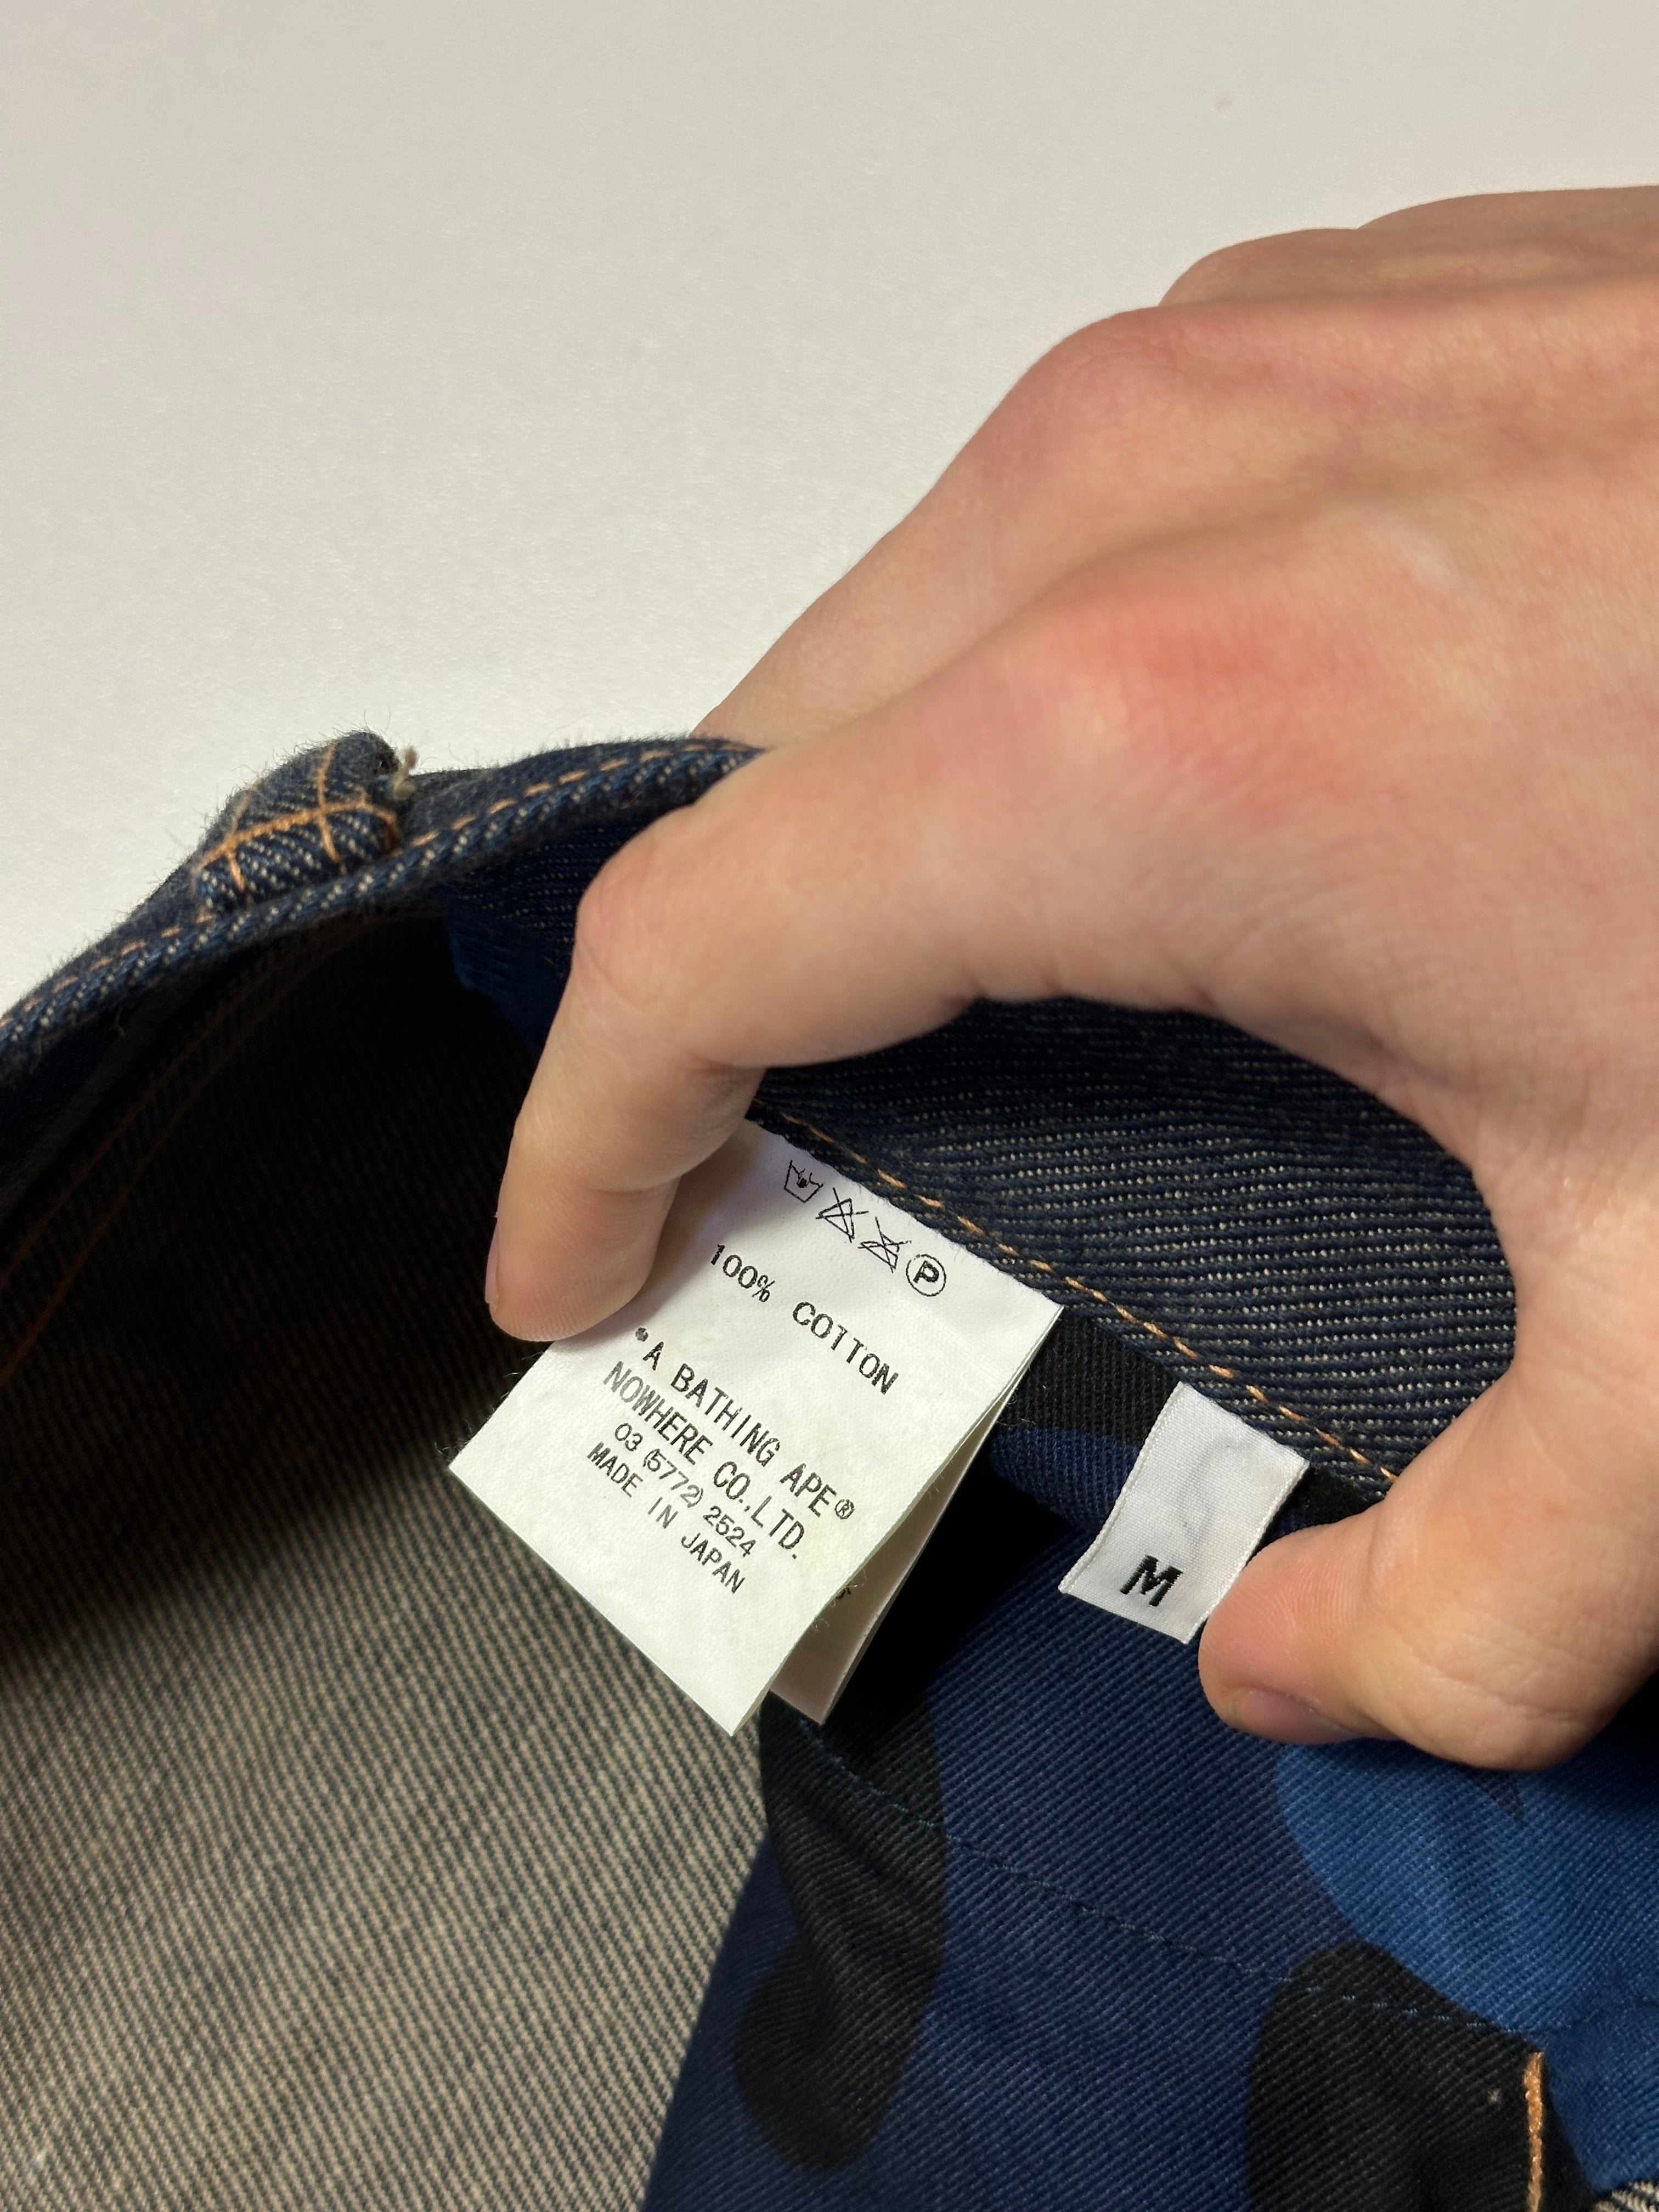 P
100% COTTON
"A BATHING APE®
NOWHERE CO.,LTD.
03 (5772) 2524
MADE IN JAPAN
M